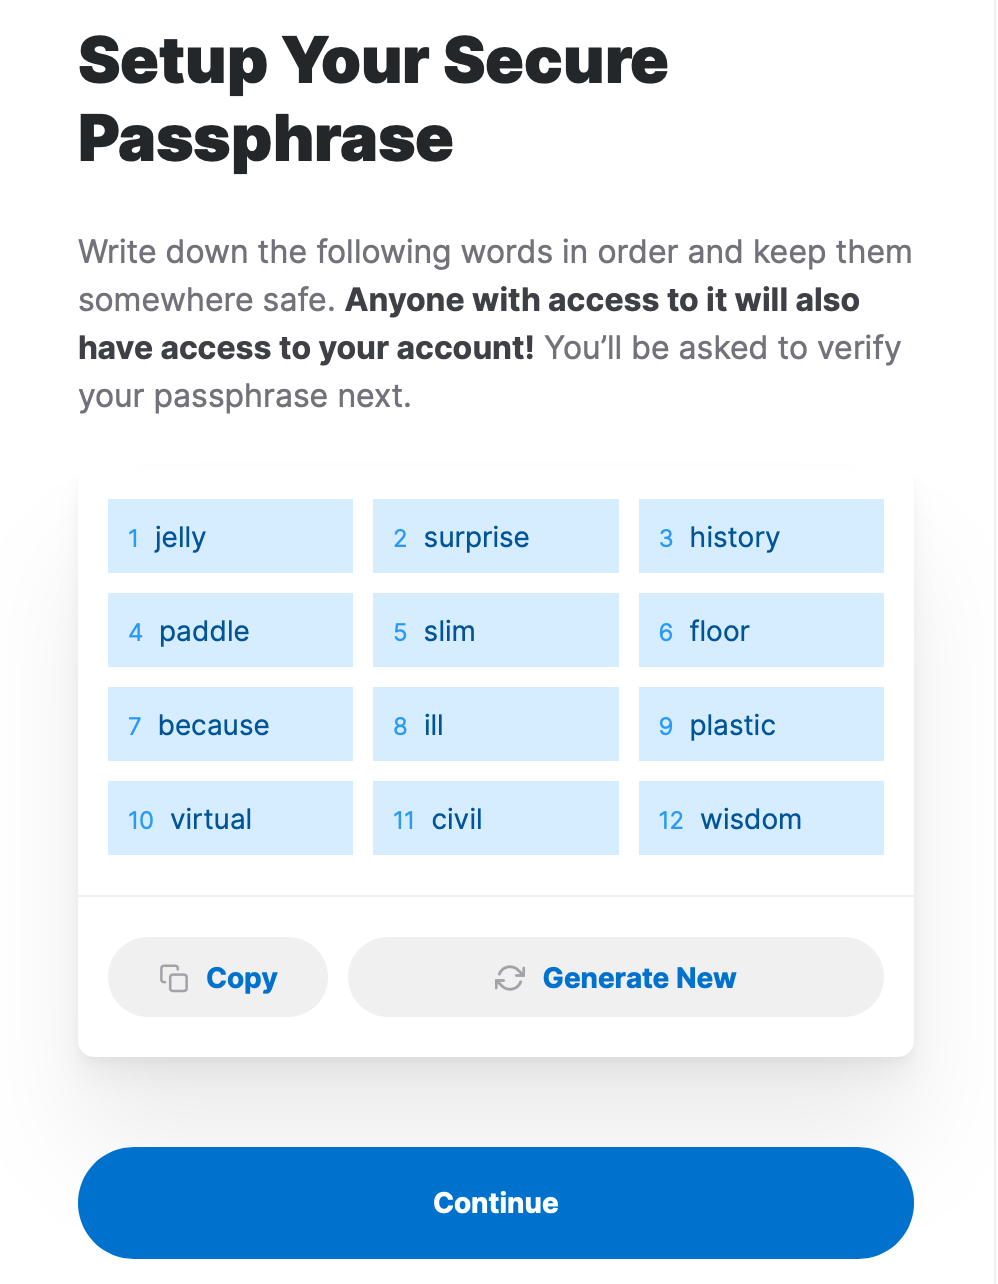 Setup Your Secure
Passphrase
Write down the following words in order and keep them
somewhere safe. Anyone with access to it will also
have access to your account! You’ll be asked to verify
your passphrase next.
1 jelly 2 surprise 3 history
4 paddle 5 slim 6 floor
7 because 8 ill 9 plastic
10 virtual 11 civil 12 wisdom
Copy Generate New
Continue